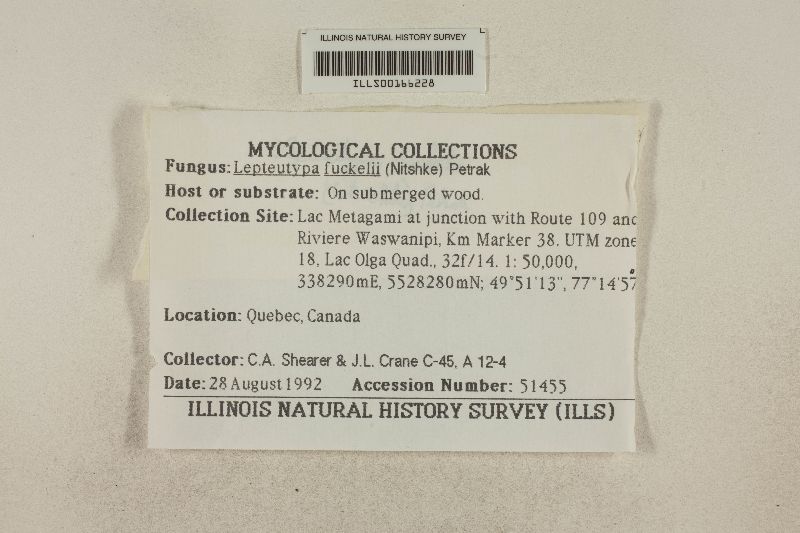 ILLINOIS NATURAL HISTORY SURVEY
ILLS00166228
MYCOLOGICAL COLLECTIONS
Fungus: Lepteutypa fuckelii (Nitshke) Petrak
Host or substrate: On submerged wood.
Collection Site: Lac Metagami at junction with Route 109 and
Riviere Waswanipi, Km Marker 38. UTM zone
18, Lac Olga Quad., 32f/14. 1: 50,000,
338290mE, 5528280mN; 49°51'13", 77°14'57
Location: Quebec, Canada
Collector: C.A. Shearer & J.L. Crane C-45, A 12-4
Date: 28 August 1992 Accession Number: 51455
ILLINOIS NATURAL HISTORY SURVEY (ILLS)